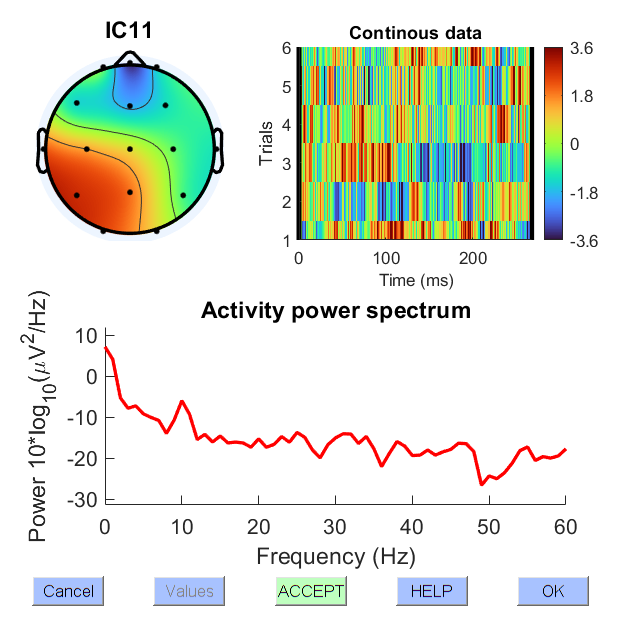 IC11
Continous data
Trials
6
5
4
3
2
1
0
100
200
Time (ms)
3.6
1.8
0
-1.8
-3.6
Activity power spectrum
Power 10*log10(μV2/Hz)
10
0
-10
-20
-30
0
10
20
30
40
50
60
Frequency (Hz)
Cancel
Values
ACCEPT
HELP
OK